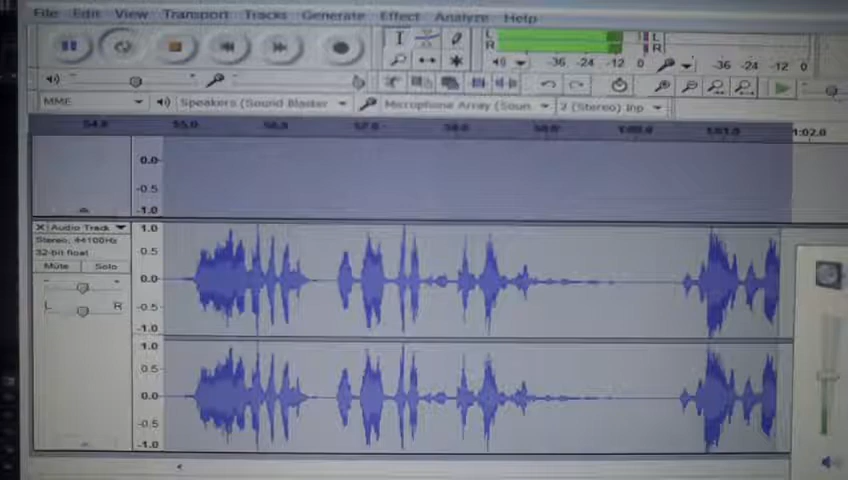 File Edit View Transport Tracks Generate Effect Analyze Help
L
R
-36 -24 -12 0
L
R
-36 -24 -12 0
MME Speakers (Sound Blaster Microphone Array (Soun 2 (Stereo) Inp
54.0 55.0 56.0 57.0 58.0 59.0 1:00.0 1:01.0 1:02.0
0.0
-0.5
-1.0
X Audio Track 1.0
Stereo, 44100Hz
32-bit float
0.5
Mute Solo
0.0
- +
L R
-0.5
-1.0
1.0
0.5
0.0
-0.5
-1.0